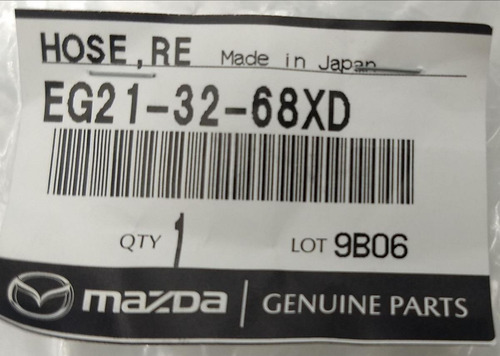 HOSE,RE Made in Japan
EG21-32-68XD
QTY 1 LOT 9B06
mazda GENUINE PARTS